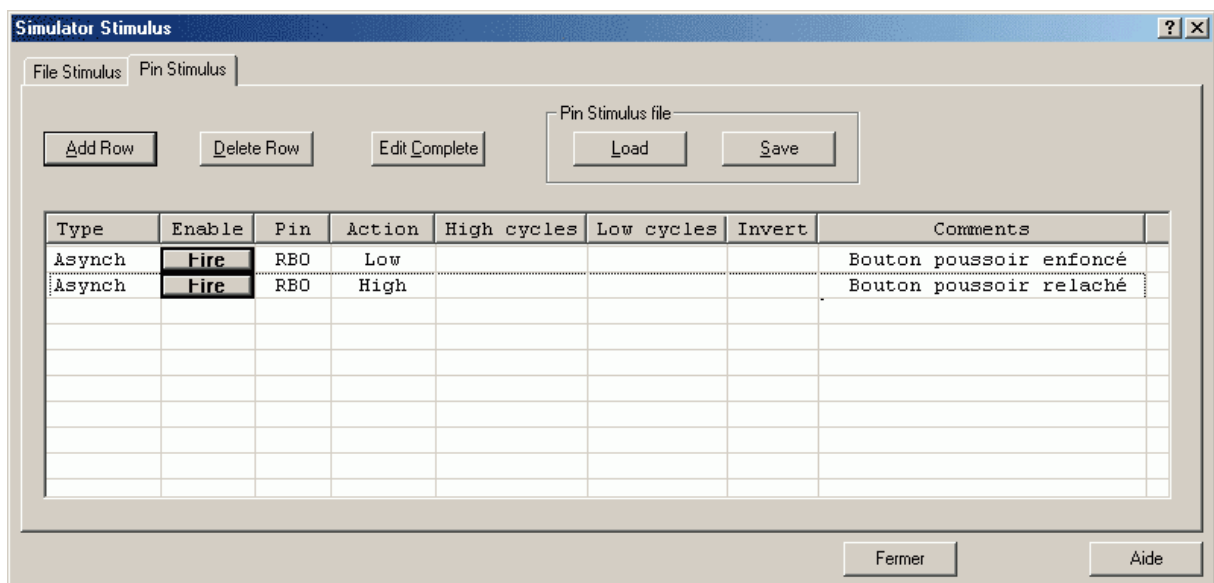 Simulator Stimulus
File Stimulus Pin Stimulus
Pin Stimulus file
Add Row Delete Row Edit Complete Load Save
Type Enable Pin Action High cycles Low cycles Invert Comments
Asynch Fire RB0 Low Bouton poussoir enfoncé
Asynch Fire RB0 High Bouton poussoir relaché
Fermer Aide